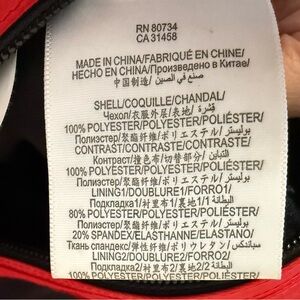 RN 80734
CA 31458
MADE IN CHINA/FABRIQUÉ EN CHINE/
HECHO EN CHINA/Произведено в Китае/
中国制造/ صنع في الصين
SHELL/COQUILLE/CHANDAL/
Чехол/衣服外层/表地/ قشرة
100% POLYESTER/POLYESTER/POLIÉSTER/
Полиэстер/聚酯纤维/ポリエステル/ بوليستر
CONTRAST/CONTRASTE/CONTRASTE/
Контраст/撞色布/切替部分/ التباين
100% POLYESTER/POLYESTER/POLIÉSTER/
Полиэстер/聚酯纤维/ポリエステル/ بوليستر
LINING1/DOUBLURE1/FORRO1/
Подкладка1/衬里布1/裏地1/ البطانة 1/1
80% POLYESTER/POLYESTER/POLIÉSTER/
Полиэстер/聚酯纤维/ポリエステル/ بوليستر
20% SPANDEX/ELASTHANNE/ELASTANO/
Ткань спандекс/弹性纤维/ポリウレタン/ سباندكس
LINING2/DOUBLURE2/FORRO2/
Подкладка2/衬里布2/裏地2/ البطانة 2/2
100% POLYESTER/POLYESTER/POLIÉSTER/